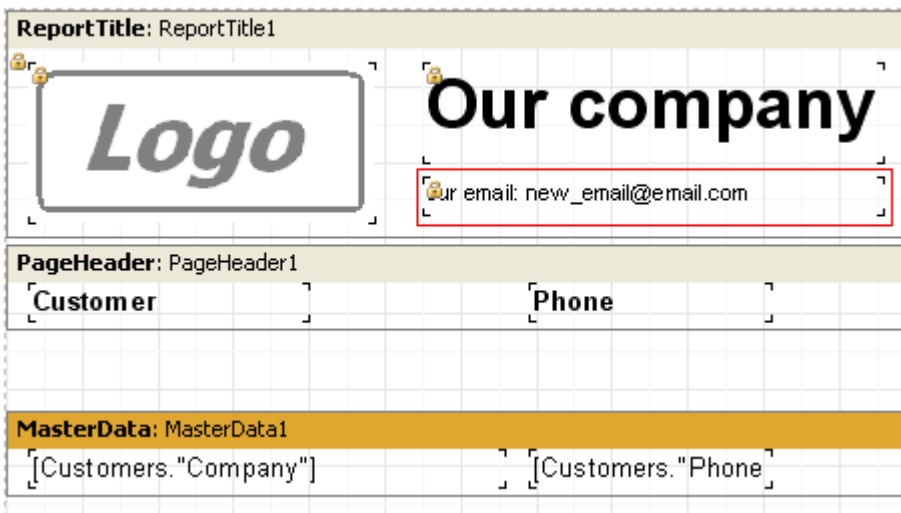 ReportTitle: ReportTitle1
Logo
Our company
ur email: new_email@email.com
PageHeader: PageHeader1
Customer Phone
MasterData: MasterData1
[Customers."Company"] [Customers."Phone